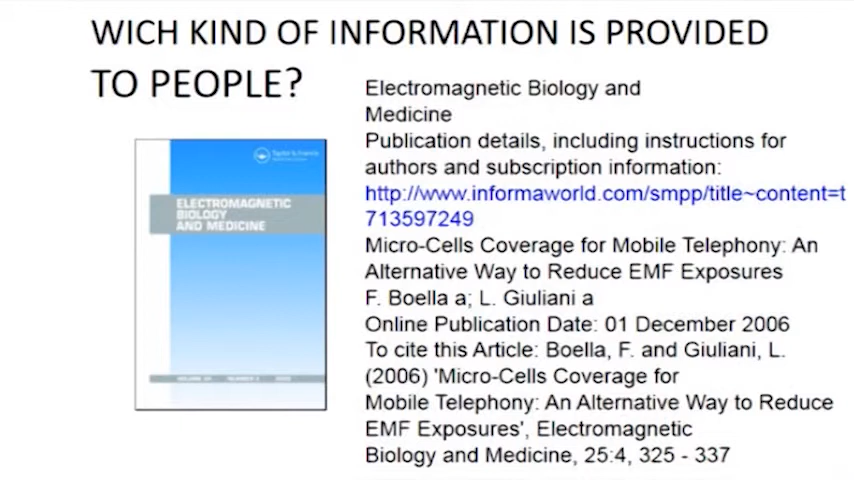 WICH KIND OF INFORMATION IS PROVIDED
TO PEOPLE?
Electromagnetic Biology and
Medicine
Publication details, including instructions for
authors and subscription information:
http://www.informaworld.com/smpp/title~content=t
713597249
Micro-Cells Coverage for Mobile Telephony: An
Alternative Way to Reduce EMF Exposures
F. Boella a; L. Giuliani a
Online Publication Date: 01 December 2006
To cite this Article: Boella, F. and Giuliani, L.
(2006) 'Micro-Cells Coverage for
Mobile Telephony: An Alternative Way to Reduce
EMF Exposures', Electromagnetic
Biology and Medicine, 25:4, 325 - 337
Taylor & Francis
ELECTROMAGNETIC
BIOLOGY
AND MEDICINE